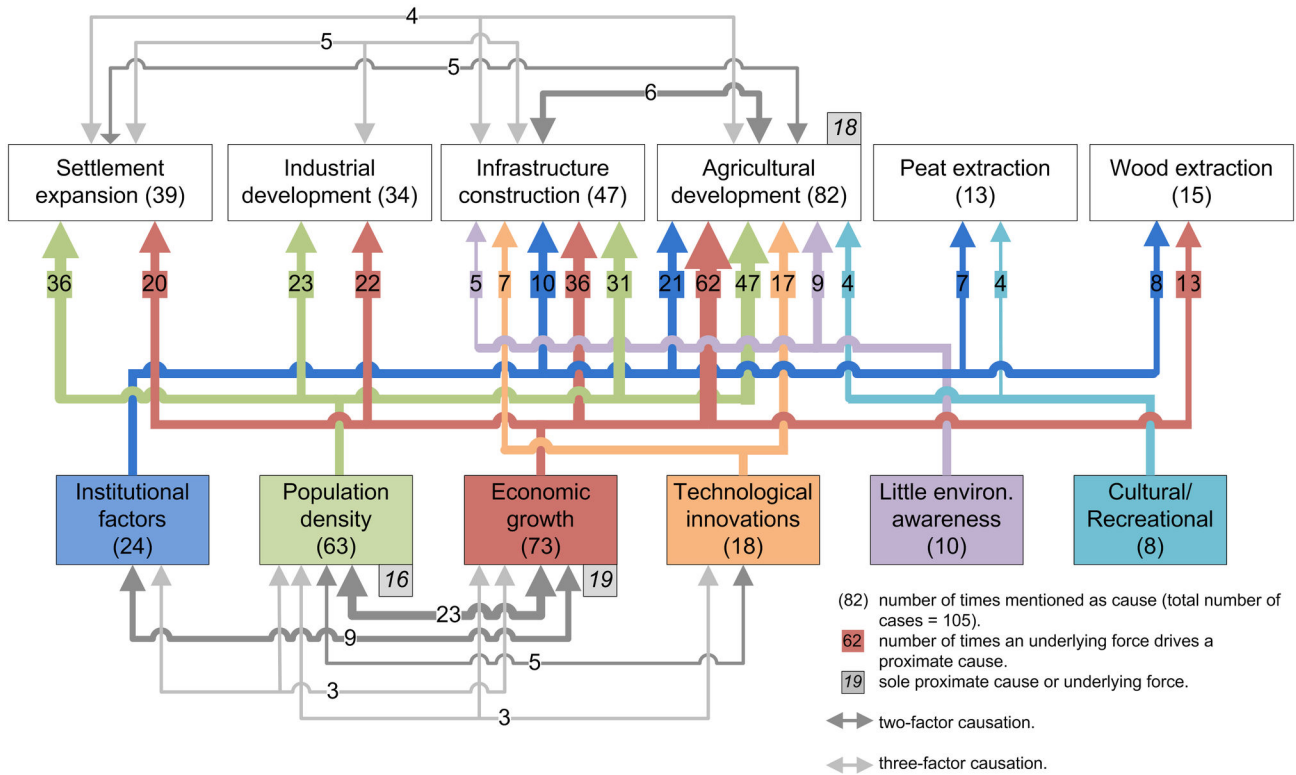 4
5
5
6
18
Settlement
expansion (39)
Industrial
development (34)
Infrastructure
construction (47)
Agricultural
development (82)
Peat extraction
(13)
Wood extraction
(15)
36
20
23
22
5
7
10
36
31
21
62
47
17
9
4
7
4
8
13
Institutional
factors
(24)
Population
density
(63)
Economic
growth
(73)
Technological
innovations
(18)
Little environ.
awareness
(10)
Cultural/
Recreational
(8)
16
19
23
9
5
3
3
(82) number of times mentioned as cause (total number of
cases = 105).
62 number of times an underlying force drives a
proximate cause.
19 sole proximate cause or underlying force.
two-factor causation.
three-factor causation.